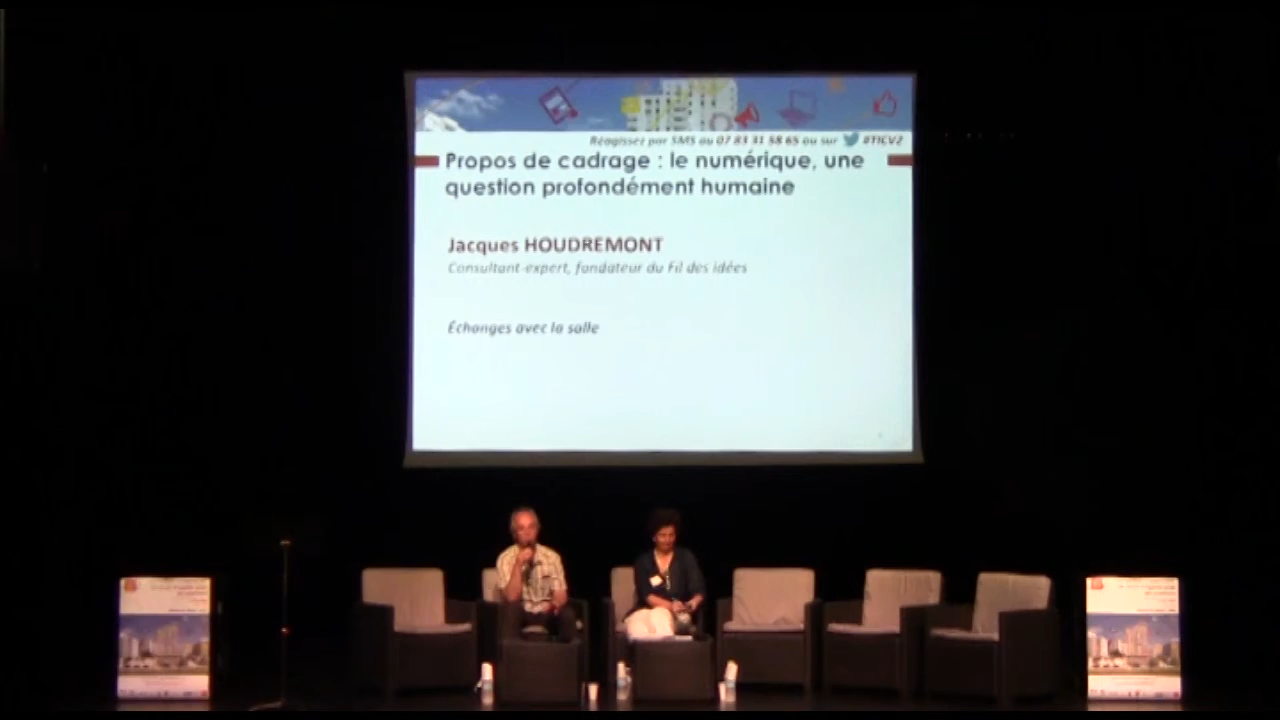 Réagissez par SMS au 07 83 31 58 65 ou sur #TICV2
Propos de cadrage : le numérique, une
question profondément humaine
Jacques HOUDREMONT
Consultant-expert, fondateur du Fil des idées
Échanges avec la salle